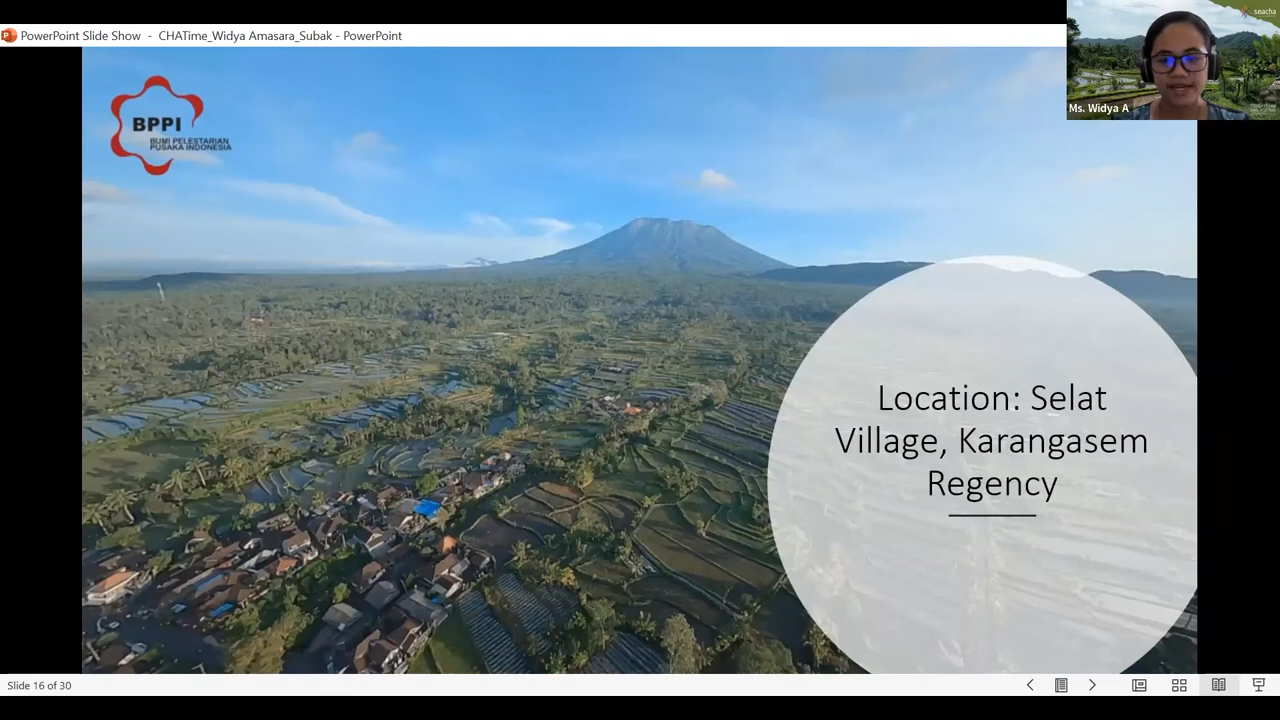 PowerPoint Slide Show - CHATime_Widya Amasara_Subak - PowerPoint
seacha
Ms. Widya A
BPPI
BUMI PELESTARIAN
PUSAKA INDONESIA
Location: Selat
Village, Karangasem
Regency
Slide 16 of 30